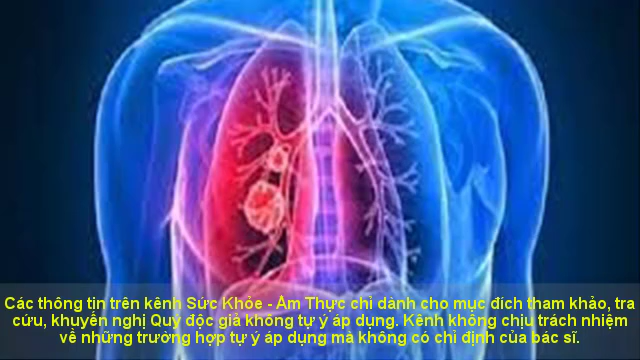 Các thông tin trên kênh Sức Khỏe - Ẩm Thực chỉ dành cho mục đích tham khảo, tra
cứu, khuyến nghị Quý độc giả không tự ý áp dụng. Kênh không chịu trách nhiệm
về những trường hợp tự ý áp dụng mà không có chỉ định của bác sĩ.